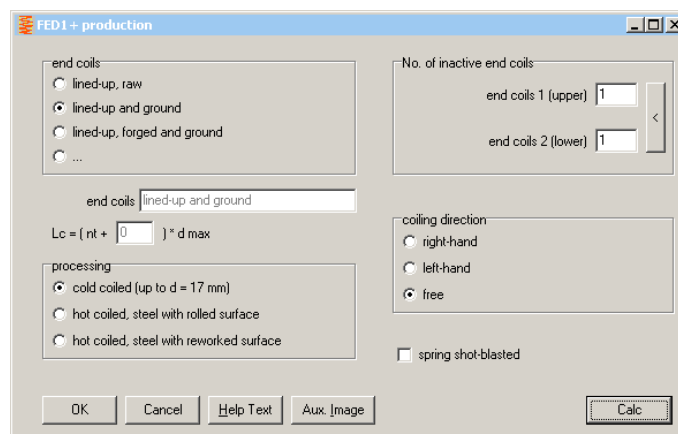 FED1+ production
end coils
lined-up, raw
lined-up and ground
lined-up, forged and ground
...
end coils lined-up and ground
Lc = ( nt + 0 ) * d max
processing
cold coiled (up to d = 17 mm)
hot coiled, steel with rolled surface
hot coiled, steel with reworked surface
No. of inactive end coils
end coils 1 (upper) 1
<
end coils 2 (lower) 1
coiling direction
right-hand
left-hand
free
spring shot-blasted
OK Cancel Help Text Aux. Image Calc